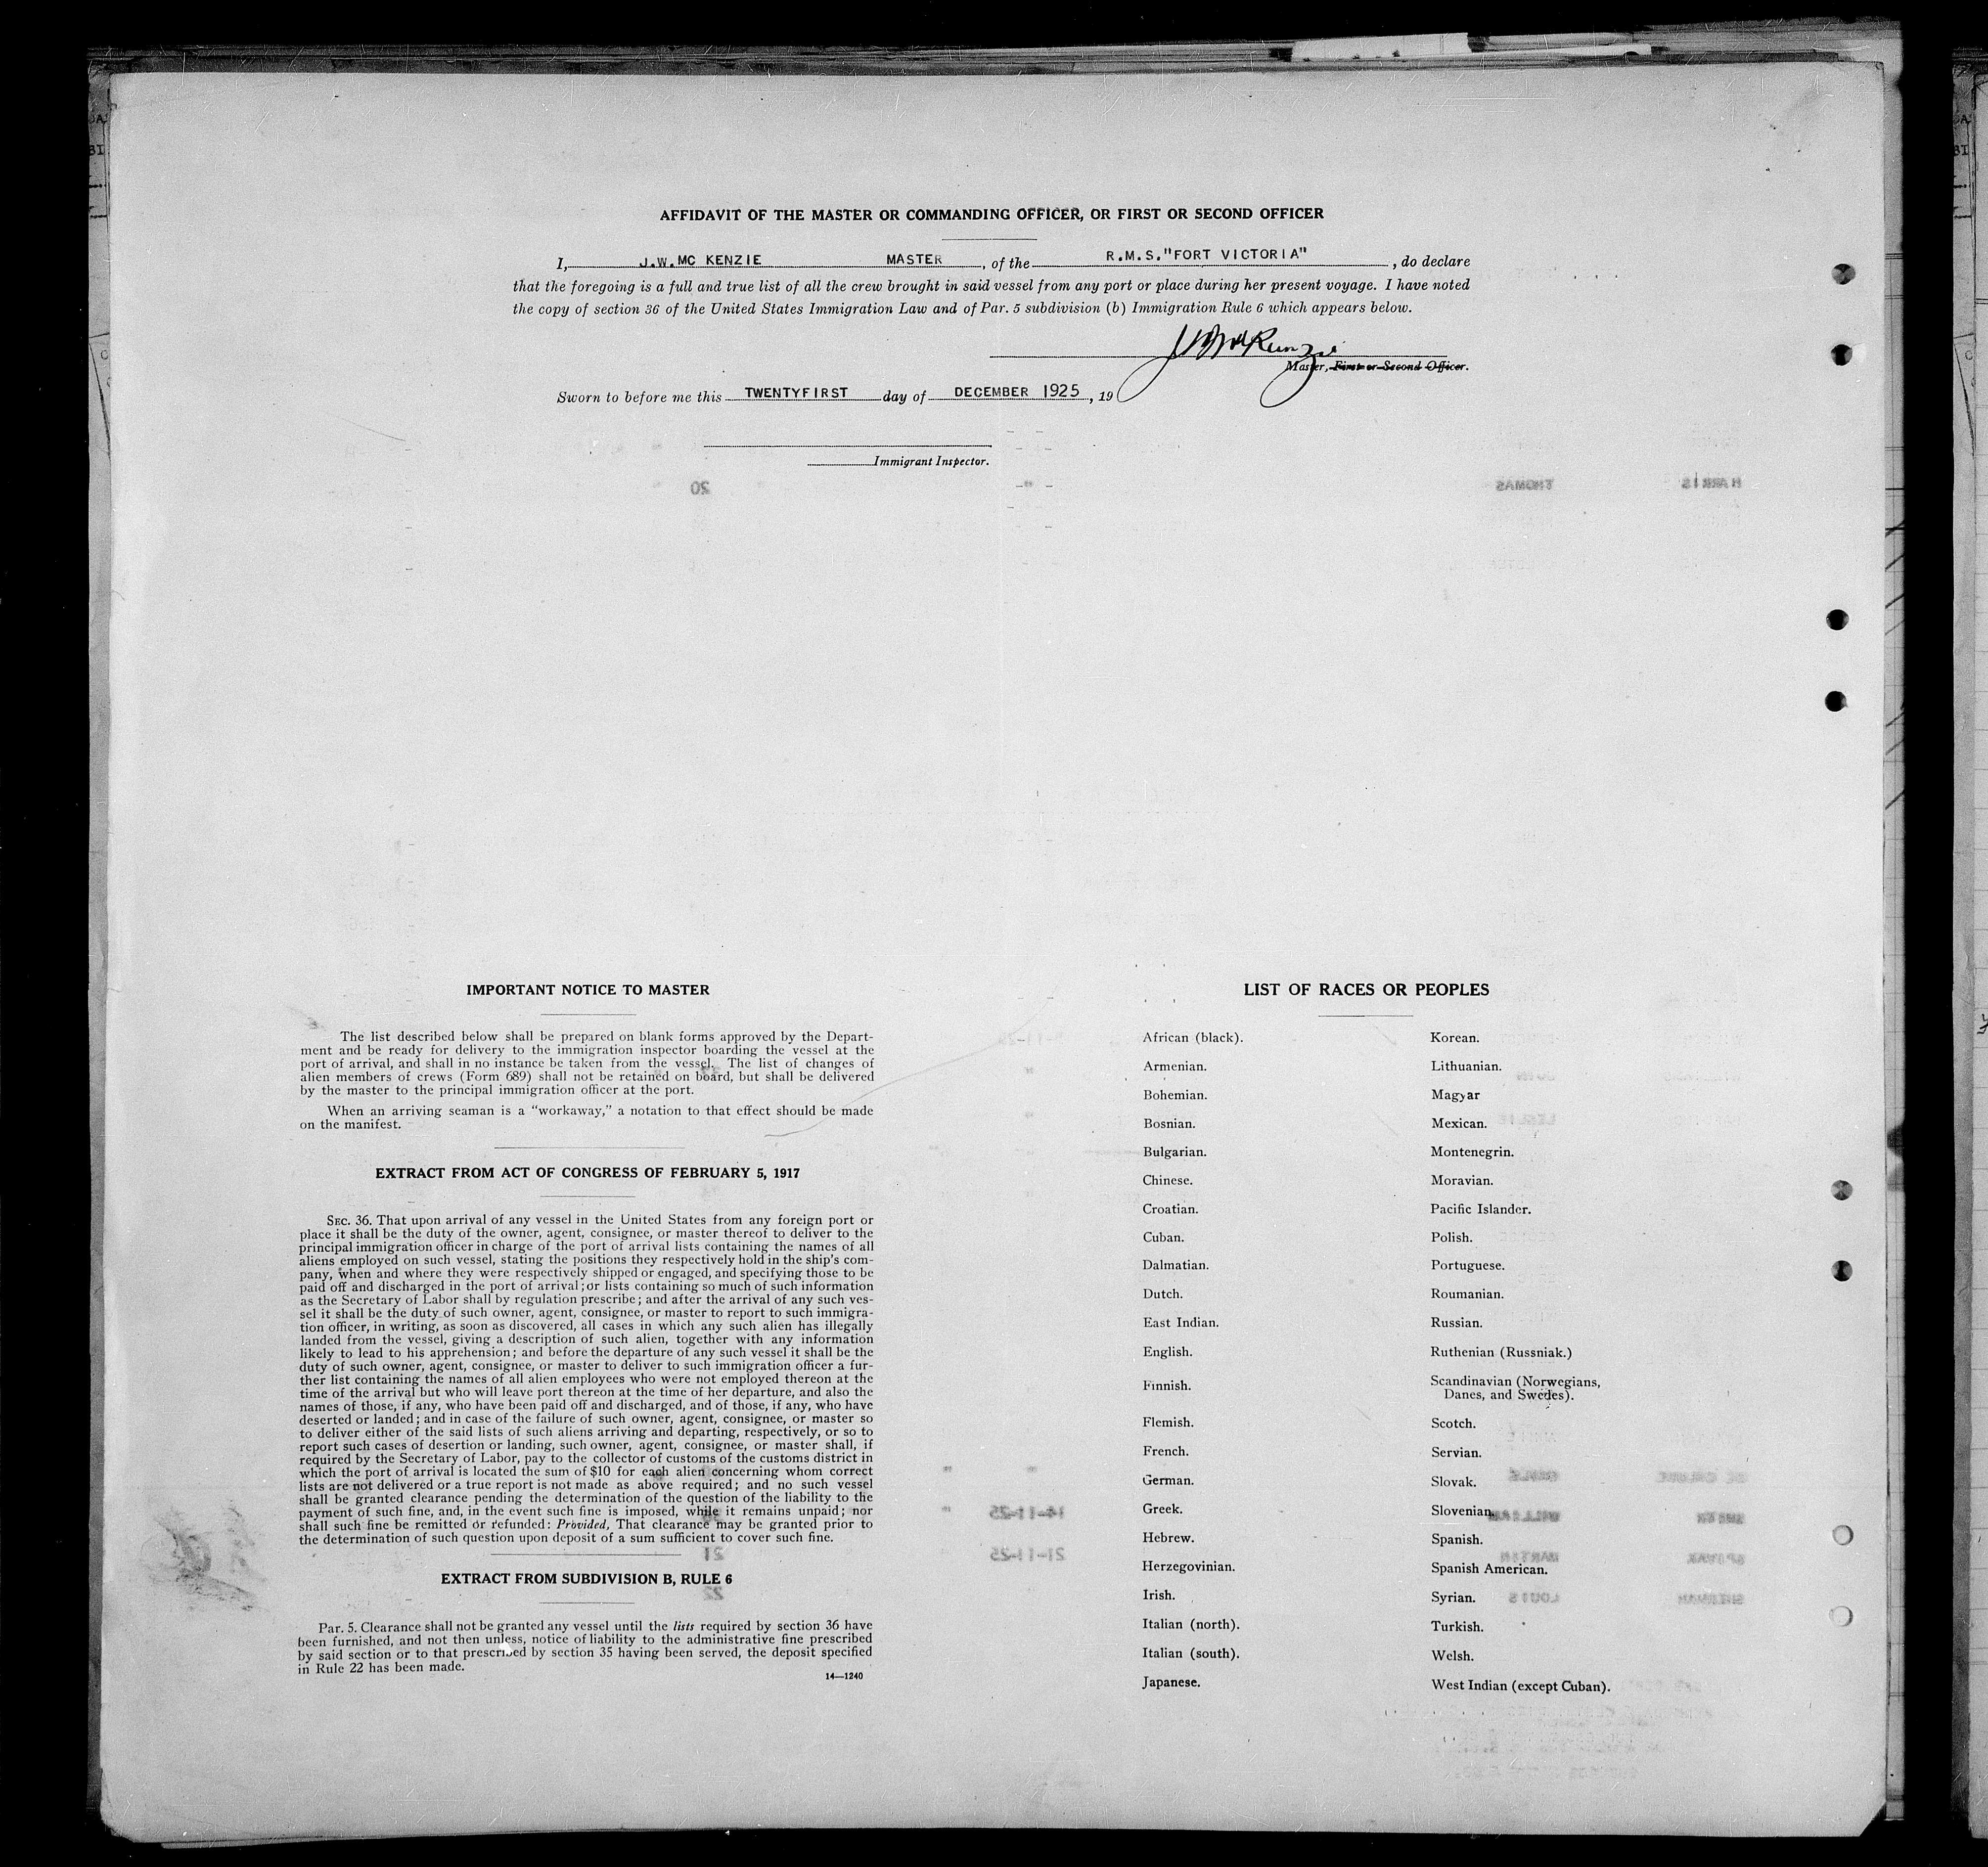 AFFIDAVIT OF THE MASTER OR COMMANDING OFFICER, OR FIRST OR SECOND OFFICER
I, J.W.MC KENZIE MASTER, of the R.M.S."FORT VICTORIA", do declare
that the foregoing is a full and true list of all the crew brought in said vessel from any port or place during her present voyage. I have noted
the copy of section 36 of the United States Immigration Law and of Par. 5 subdivision (b) Immigration Rule 6 which appears below.
JWMcKenzie
Master, First or Second Officer.
Sworn to before me this TWENTYFIRST day of DECEMBER 1925, 19
Immigrant Inspector.
HARRIS THOMAS 20
IMPORTANT NOTICE TO MASTER
The list described below shall be prepared on blank forms approved by the Depart-
ment and be ready for delivery to the immigration inspector boarding the vessel at the
port of arrival, and shall in no instance be taken from the vessel. The list of changes of
alien members of crews (Form 689) shall not be retained on board, but shall be delivered
by the master to the principal immigration officer at the port.
When an arriving seaman is a "workaway," a notation to that effect should be made
on the manifest.
EXTRACT FROM ACT OF CONGRESS OF FEBRUARY 5, 1917
SEC. 36. That upon arrival of any vessel in the United States from any foreign port or
place it shall be the duty of the owner, agent, consignee, or master thereof to deliver to the
principal immigration officer in charge of the port of arrival lists containing the names of all
aliens employed on such vessel, stating the positions they respectively hold in the ship's com-
pany, when and where they were respectively shipped or engaged, and specifying those to be
paid off and discharged in the port of arrival; or lists containing so much of such information
as the Secretary of Labor shall by regulation prescribe; and after the arrival of any such ves-
sel it shall be the duty of such owner, agent, consignee, or master to report to such immigra-
tion officer, in writing, as soon as discovered, all cases in which any such alien has illegally
landed from the vessel, giving a description of such alien, together with any information
likely to lead to his apprehension; and before the departure of any such vessel it shall be the
duty of such owner, agent, consignee, or master to deliver to such immigration officer a fur-
ther list containing the names of all alien employees who were not employed thereon at the
time of the arrival but who will leave port thereon at the time of her departure, and also the
names of those, if any, who have been paid off and discharged, and of those, if any, who have
deserted or landed; and in case of the failure of such owner, agent, consignee, or master so
to deliver either of the said lists of such aliens arriving and departing, respectively, or so to
report such cases of desertion or landing, such owner, agent, consignee, or master shall, if
required by the Secretary of Labor, pay to the collector of customs of the customs district in
which the port of arrival is located the sum of $10 for each alien concerning whom correct
lists are not delivered or a true report is not made as above required; and no such vessel
shall be granted clearance pending the determination of the question of the liability to the
payment of such fine, and, in the event such fine is imposed, while it remains unpaid; nor
shall such fine be remitted or refunded: Provided, That clearance may be granted prior to
the determination of such question upon deposit of a sum sufficient to cover such fine.
EXTRACT FROM SUBDIVISION B, RULE 6
Par. 5. Clearance shall not be granted any vessel until the lists required by section 36 have
been furnished, and not then unless, notice of liability to the administrative fine prescribed
by said section or to that prescribed by section 35 having been served, the deposit specified
in Rule 22 has been made.
14—1240
LIST OF RACES OR PEOPLES
African (black).
Armenian.
Bohemian.
Bosnian.
Bulgarian.
Chinese.
Croatian.
Cuban.
Dalmatian.
Dutch.
East Indian.
English.
Finnish.
Flemish.
French.
German.
Greek.
Hebrew.
Herzegovinian.
Irish.
Italian (north).
Italian (south).
Japanese.
Korean.
Lithuanian.
Magyar
Mexican.
Montenegrin.
Moravian.
Pacific Islander.
Polish.
Portuguese.
Roumanian.
Russian.
Ruthenian (Russniak.)
Scandinavian (Norwegians,
Danes, and Swedes).
Scotch.
Servian.
Slovak.
Slovenian.
Spanish.
Spanish American.
Syrian.
Turkish.
Welsh.
West Indian (except Cuban).
WILLIAM 14-11-25
SPIVAK MARTIN 21-11-25 21
SHERMAN LOUIS 22